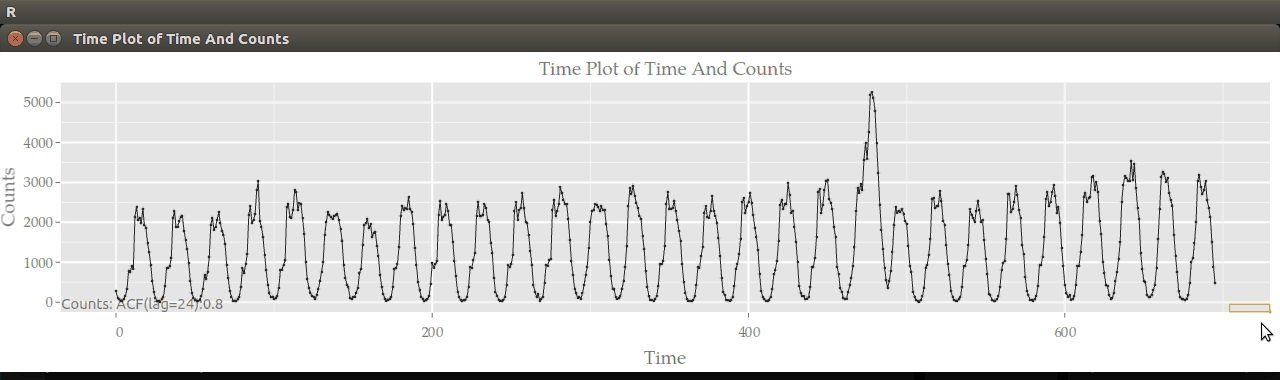 R
Time Plot of Time And Counts
Time Plot of Time And Counts
5000
4000
3000
2000
1000
0
Counts
Counts: ACF(lag=24):0.8
0 200 400 600
Time